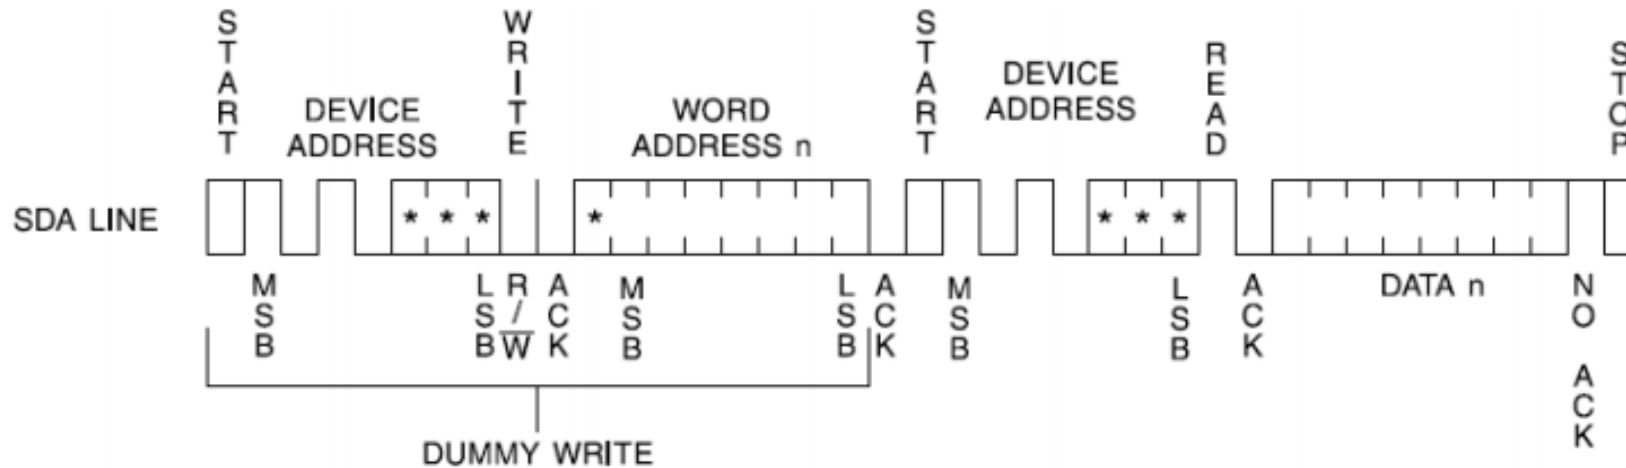 START
WRITE
START
READ
STOP
DEVICE
ADDRESS
WORD
ADDRESS n
DEVICE
ADDRESS
SDA LINE
* * *
*
* * *
MSB
LSB
R/W̅
ACK
MSB
LSB
ACK
MSB
LSB
ACK
DATA n
NO ACK
DUMMY WRITE